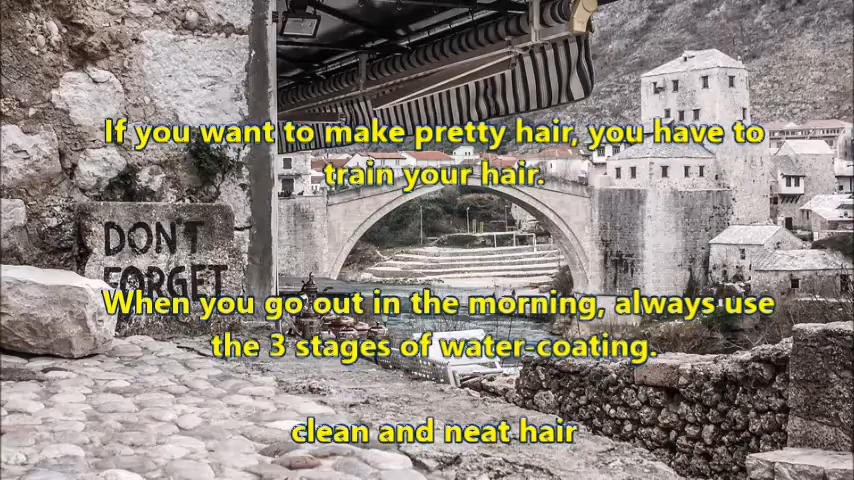 If you want to make pretty hair, you have to
train your hair.
DON'T
FORGET
When you go out in the morning, always use
the 3 stages of water-coating.
clean and neat hair